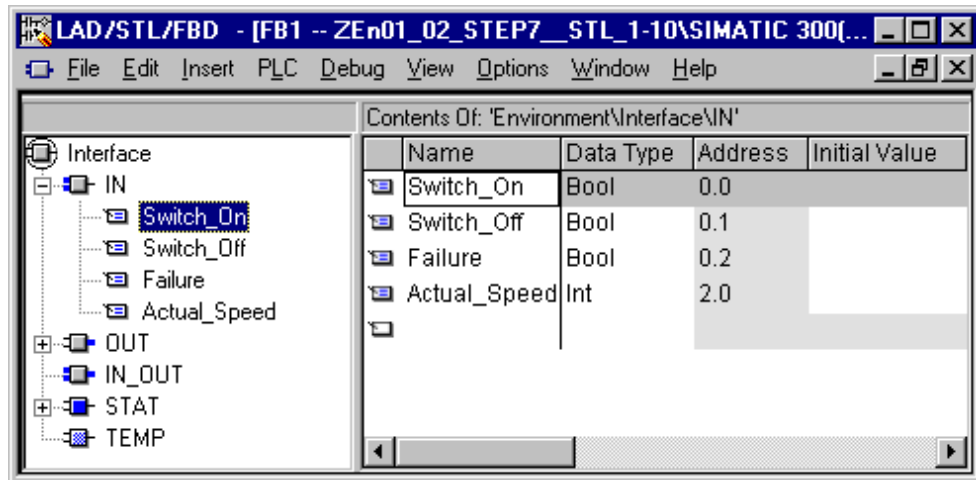 LAD/STL/FBD - [FB1 -- ZEn01_02_STEP7__STL_1-10\SIMATIC 300(...
File Edit Insert PLC Debug View Options Window Help
Contents Of: 'Environment\Interface\IN'
Interface
IN
Switch_On
Switch_Off
Failure
Actual_Speed
OUT
IN_OUT
STAT
TEMP
Name Data Type Address Initial Value
Switch_On Bool 0.0
Switch_Off Bool 0.1
Failure Bool 0.2
Actual_Speed Int 2.0